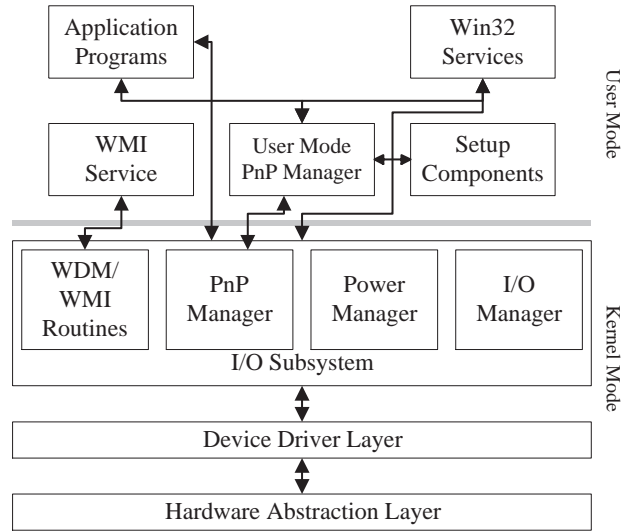 Application
Programs
Win32
Services
User Mode
WMI
Service
User Mode
PnP Manager
Setup
Components
WDM/
WMI
Routines
PnP
Manager
Power
Manager
I/O
Manager
I/O Subsystem
Kernel Mode
Device Driver Layer
Hardware Abstraction Layer